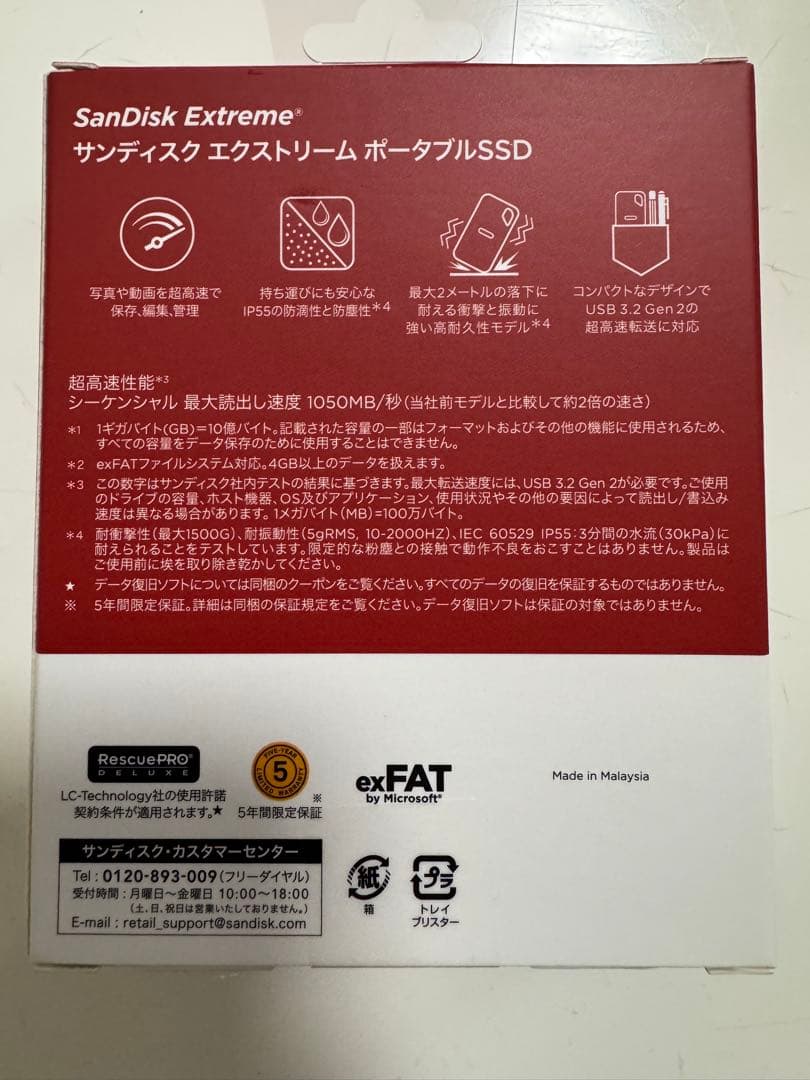 SanDisk Extreme®
サンディスク エクストリーム ポータブルSSD
写真や動画を超高速で
保存、編集、管理
持ち運びにも安心な
IP55の防滴性と防塵性*4
最大2メートルの落下に
耐える衝撃と振動に
強い高耐久性モデル*4
コンパクトなデザインで
USB 3.2 Gen 2の
超高速転送に対応
超高速性能*3
シーケンシャル 最大読出し速度 1050MB/秒(当社前モデルと比較して約2倍の速さ)
*1 1ギガバイト(GB)=10億バイト。記載された容量の一部はフォーマットおよびその他の機能に使用されるため、
すべての容量をデータ保存のために使用することはできません。
*2 exFATファイルシステム対応。4GB以上のデータを扱えます。
*3 この数字はサンディスク社内テストの結果に基づきます。最大転送速度には、USB 3.2 Gen 2が必要です。ご使用
のドライブの容量、ホスト機器、OS及びアプリケーション、使用状況やその他の要因によって読出し/書込み
速度は異なる場合があります。1メガバイト(MB)=100万バイト。
*4 耐衝撃性(最大1500G)、耐振動性(5gRMS, 10-2000HZ)、IEC 60529 IP55:3分間の水流(30kPa)に
耐えられることをテストしています。限定的な粉塵との接触で動作不良をおこすことはありません。製品は
ご使用前に埃を取り除き乾かしてください。
★ データ復旧ソフトについては同梱のクーポンをご覧ください。すべてのデータの復旧を保証するものではありません。
※ 5年間限定保証。詳細は同梱の保証規定をご覧ください。データ復旧ソフトは保証の対象ではありません。
RescuePRO®
DELUXE
LC-Technology社の使用許諾
契約条件が適用されます。★
FIVE-YEAR
5
LIMITED WARRANTY
※
5年間限定保証
exFAT
by Microsoft®
Made in Malaysia
サンディスク・カスタマーセンター
Tel : 0120-893-009(フリーダイヤル)
受付時間 : 月曜日〜金曜日 10:00〜18:00
(土、日、祝日は営業いたしておりません。)
E-mail : retail_support@sandisk.com
紙
箱
プラ
トレイ
ブリスター